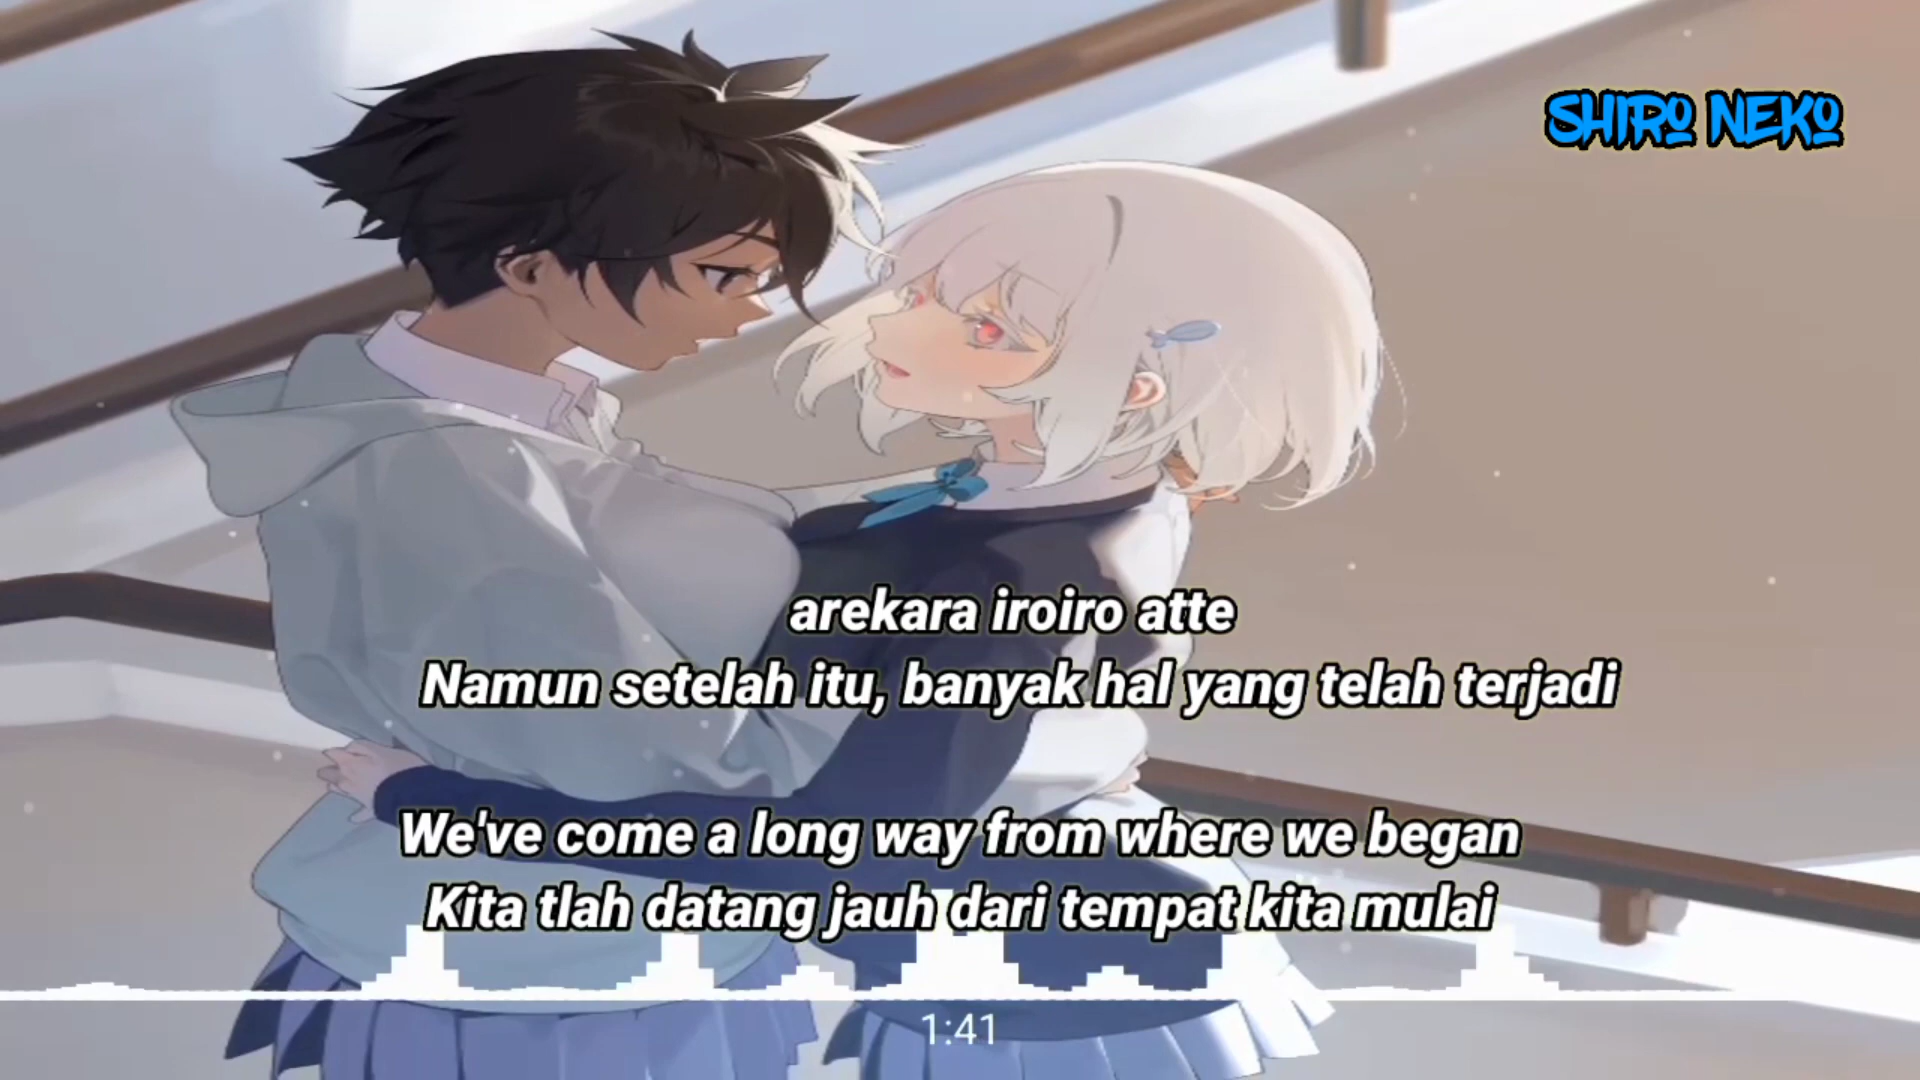 SHIRO NEKO
arekara iroiro atte
Namun setelah itu, banyak hal yang telah terjadi
We've come a long way from where we began
Kita tlah datang jauh dari tempat kita mulai
1:41